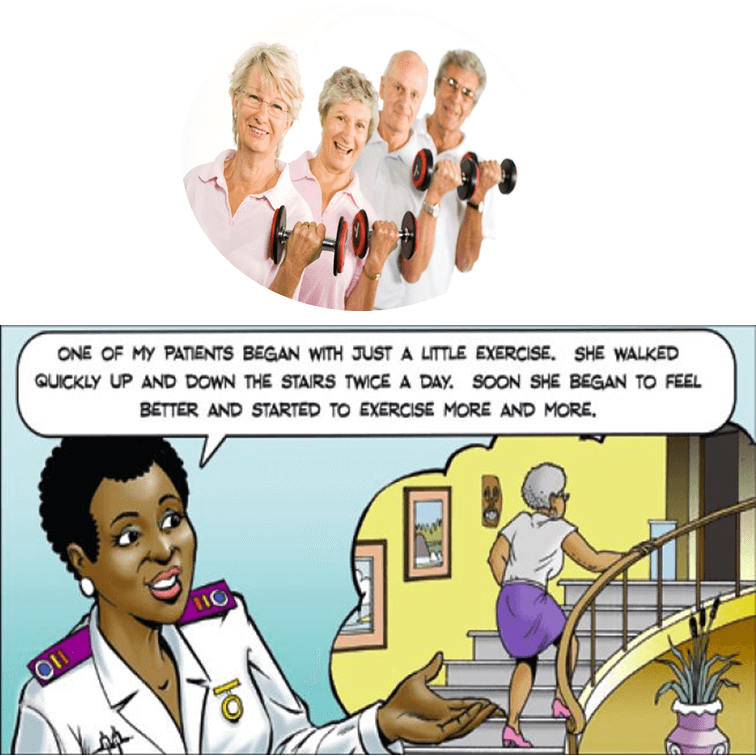 ONE OF MY PATIENTS BEGAN WITH JUST A LITTLE EXERCISE. SHE WALKED
QUICKLY UP AND DOWN THE STAIRS TWICE A DAY. SOON SHE BEGAN TO FEEL
BETTER AND STARTED TO EXERCISE MORE AND MORE.